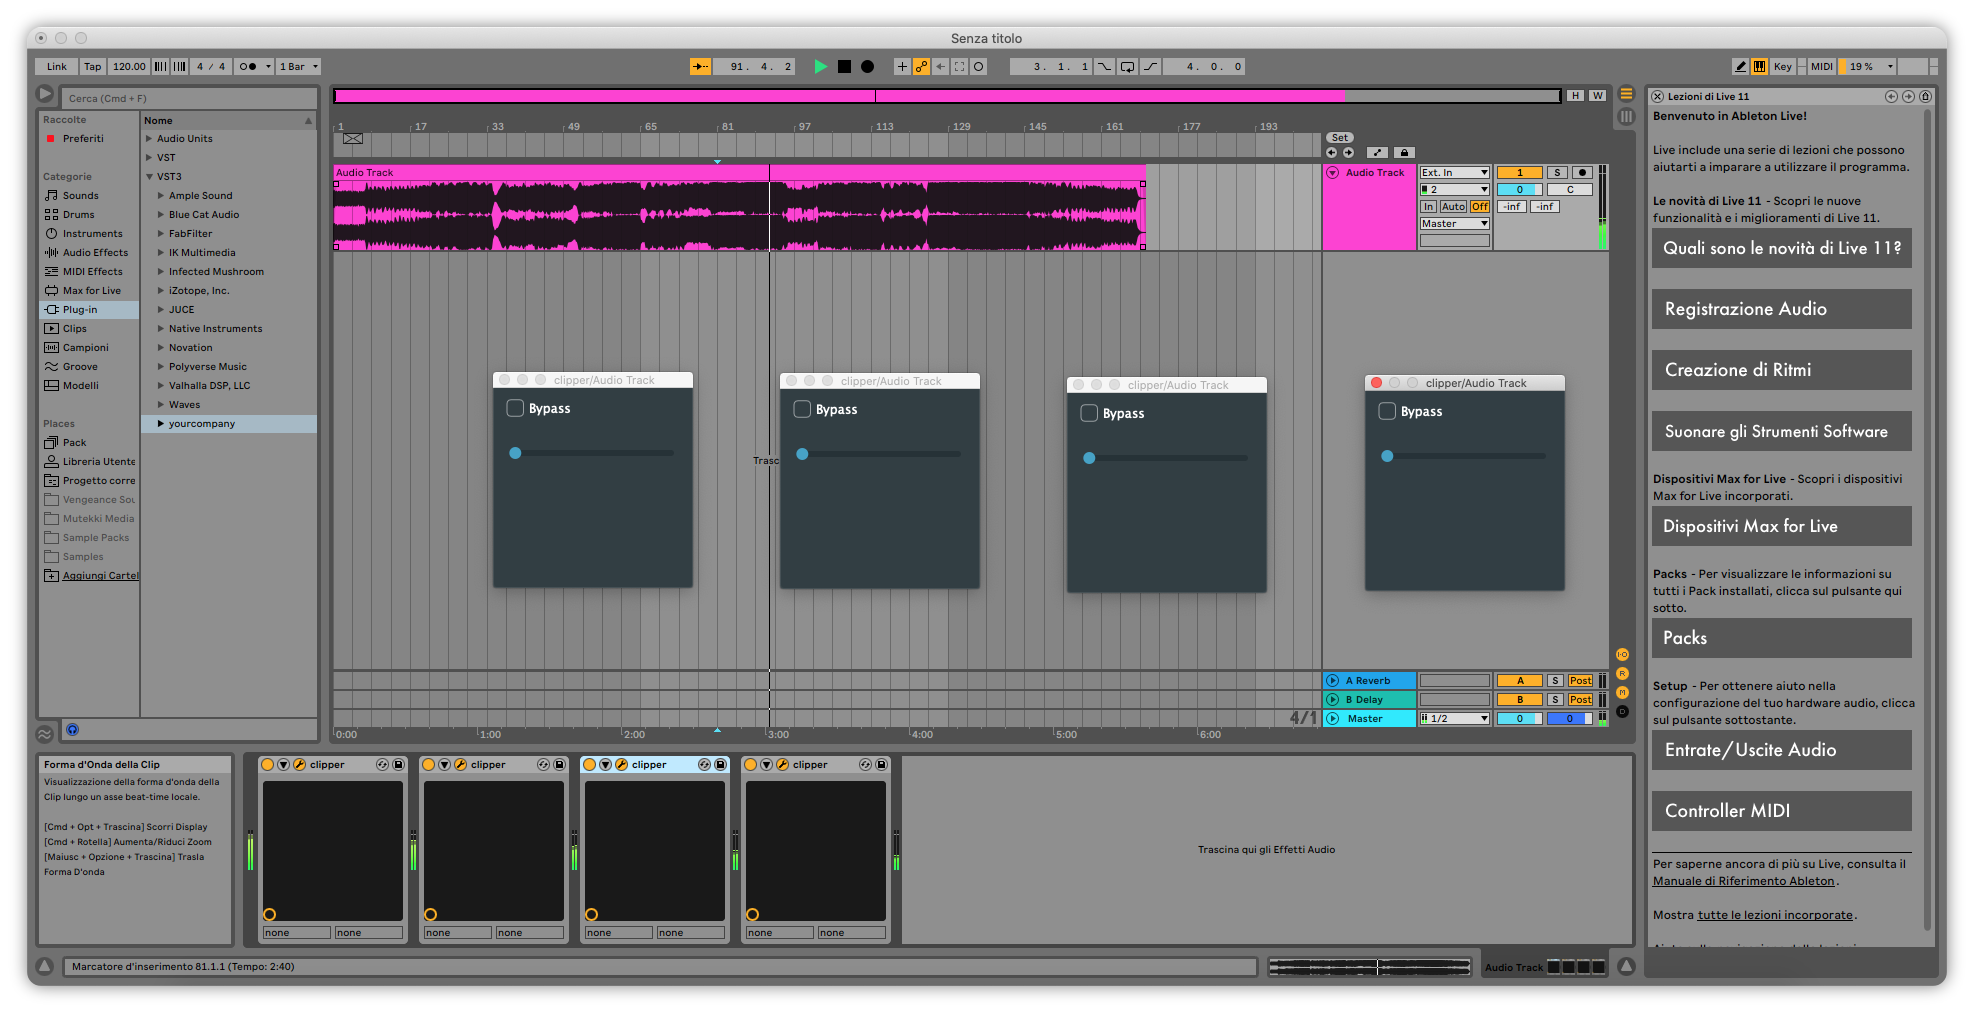 Senza titolo
Link Tap 120.00 4 / 4 1 Bar 91. 4. 2 3. 1. 1 4. 0. 0 Key MIDI 19 %
Cerca (Cmd + F)
Raccolte
Preferiti
Categorie
Sounds
Drums
Instruments
Audio Effects
MIDI Effects
Max for Live
Plug-in
Clips
Campioni
Groove
Modelli
Places
Pack
Libreria Utente
Progetto corre
Vengeance Sou
Mutekki Media
Sample Packs
Samples
Aggiungi Cartel
Nome
Audio Units
VST
VST3
Ample Sound
Blue Cat Audio
FabFilter
IK Multimedia
Infected Mushroom
iZotope, Inc.
JUCE
Native Instruments
Novation
Polyverse Music
Valhalla DSP, LLC
Waves
yourcompany
H W
1 17 33 49 65 81 97 113 129 145 161 177 193
Set
Audio Track
Audio Track Ext. In 1 S
2 0 C
In Auto Off -inf -inf
Master
clipper/Audio Track
Bypass
clipper/Audio Track
Bypass
clipper/Audio Track
Bypass
clipper/Audio Track
Bypass
Trasc
A Reverb A S Post
B Delay B S Post
4/1 Master 1/2 0 0
0:00 1:00 2:00 3:00 4:00 5:00 6:00
I·O
R
M
D
Lezioni di Live 11
Benvenuto in Ableton Live!
Live include una serie di lezioni che possono
aiutarti a imparare a utilizzare il programma.
Le novità di Live 11 - Scopri le nuove
funzionalità e i miglioramenti di Live 11.
Quali sono le novità di Live 11?
Registrazione Audio
Creazione di Ritmi
Suonare gli Strumenti Software
Dispositivi Max for Live - Scopri i dispositivi
Max for Live incorporati.
Dispositivi Max for Live
Packs - Per visualizzare le informazioni su
tutti i Pack installati, clicca sul pulsante qui
sotto.
Packs
Setup - Per ottenere aiuto nella
configurazione del tuo hardware audio, clicca
sul pulsante sottostante.
Entrate/Uscite Audio
Controller MIDI
Per saperne ancora di più su Live, consulta il
Manuale di Riferimento Ableton.
Mostra tutte le lezioni incorporate.
Forma d'Onda della Clip
Visualizzazione della forma d'onda della
Clip lungo un asse beat-time locale.
[Cmd + Opt + Trascina] Scorri Display
[Cmd + Rotella] Aumenta/Riduci Zoom
[Maiusc + Opzione + Trascina] Trasla
Forma D'onda
clipper
none none
clipper
none none
clipper
none none
clipper
none none
Trascina qui gli Effetti Audio
Marcatore d'inserimento 81.1.1 (Tempo: 2:40)
Audio Track